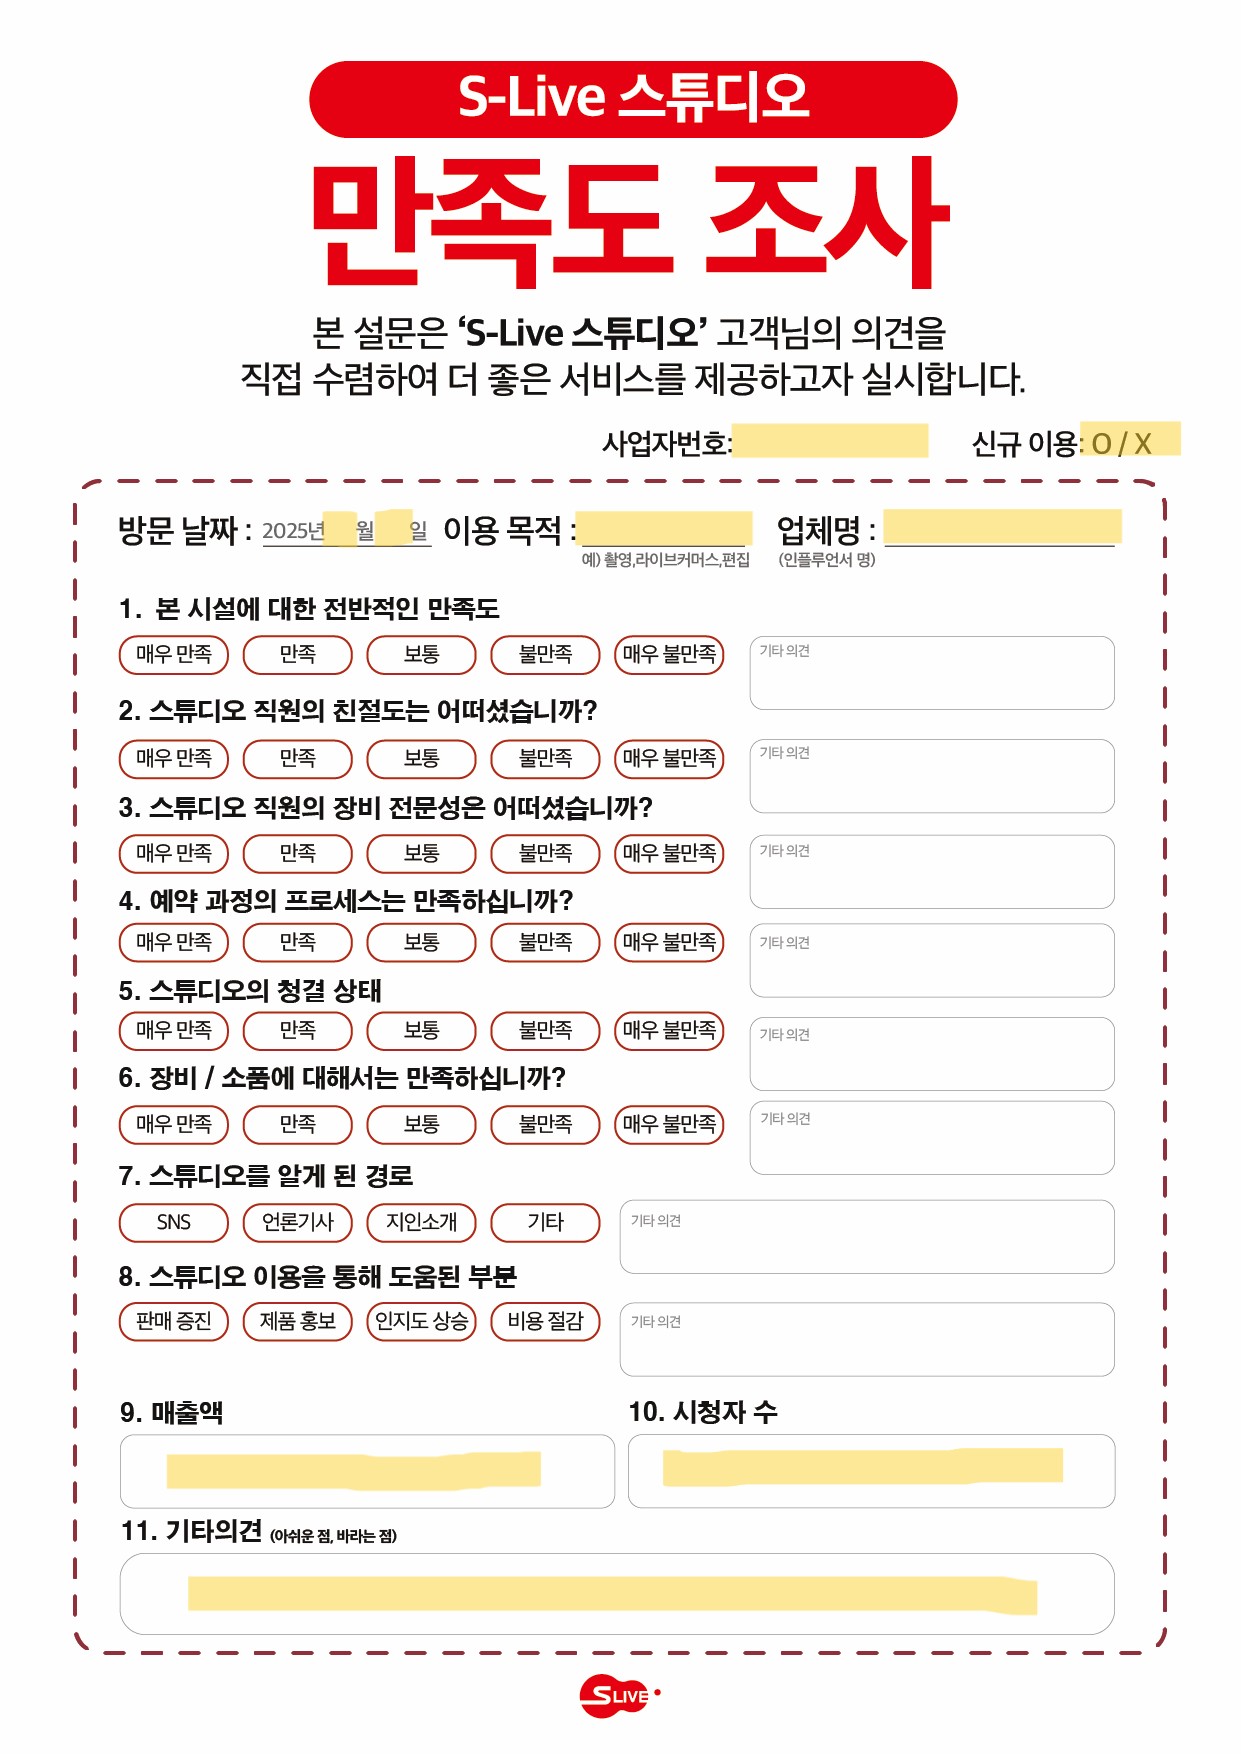 S-Live 스튜디오
만족도 조사
본 설문은 ‘S-Live 스튜디오’ 고객님의 의견을
직접 수렴하여 더 좋은 서비스를 제공하고자 실시합니다.
사업자번호: 신규 이용: O / X
방문 날짜 : 2025년 월 일 이용 목적 : 업체명 :
예) 촬영,라이브커머스,편집 (인플루언서 명)
1. 본 시설에 대한 전반적인 만족도
매우 만족 만족 보통 불만족 매우 불만족 기타 의견
2. 스튜디오 직원의 친절도는 어떠셨습니까?
매우 만족 만족 보통 불만족 매우 불만족 기타 의견
3. 스튜디오 직원의 장비 전문성은 어떠셨습니까?
매우 만족 만족 보통 불만족 매우 불만족 기타 의견
4. 예약 과정의 프로세스는 만족하십니까?
매우 만족 만족 보통 불만족 매우 불만족 기타 의견
5. 스튜디오의 청결 상태
매우 만족 만족 보통 불만족 매우 불만족 기타 의견
6. 장비 / 소품에 대해서는 만족하십니까?
매우 만족 만족 보통 불만족 매우 불만족 기타 의견
7. 스튜디오를 알게 된 경로
SNS 언론기사 지인소개 기타 기타 의견
8. 스튜디오 이용을 통해 도움된 부분
판매 증진 제품 홍보 인지도 상승 비용 절감 기타 의견
9. 매출액 10. 시청자 수
11. 기타의견 (아쉬운 점, 바라는 점)
S LIVE